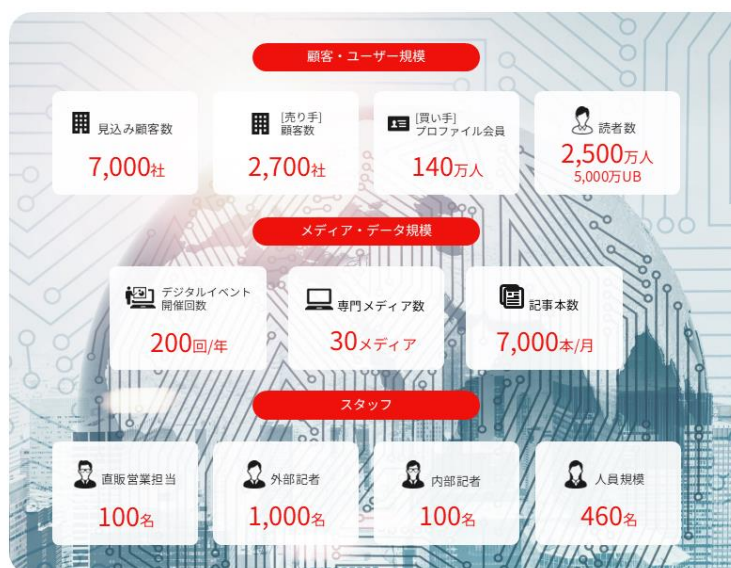 顧客・ユーザー規模
見込み顧客数
7,000社
[売り手]
顧客数
2,700社
[買い手]
プロファイル会員
140万人
読者数
2,500万人
5,000万UB
メディア・データ規模
デジタルイベント
開催回数
200回/年
専門メディア数
30メディア
記事本数
7,000本/月
スタッフ
直販営業担当
100名
外部記者
1,000名
内部記者
100名
人員規模
460名